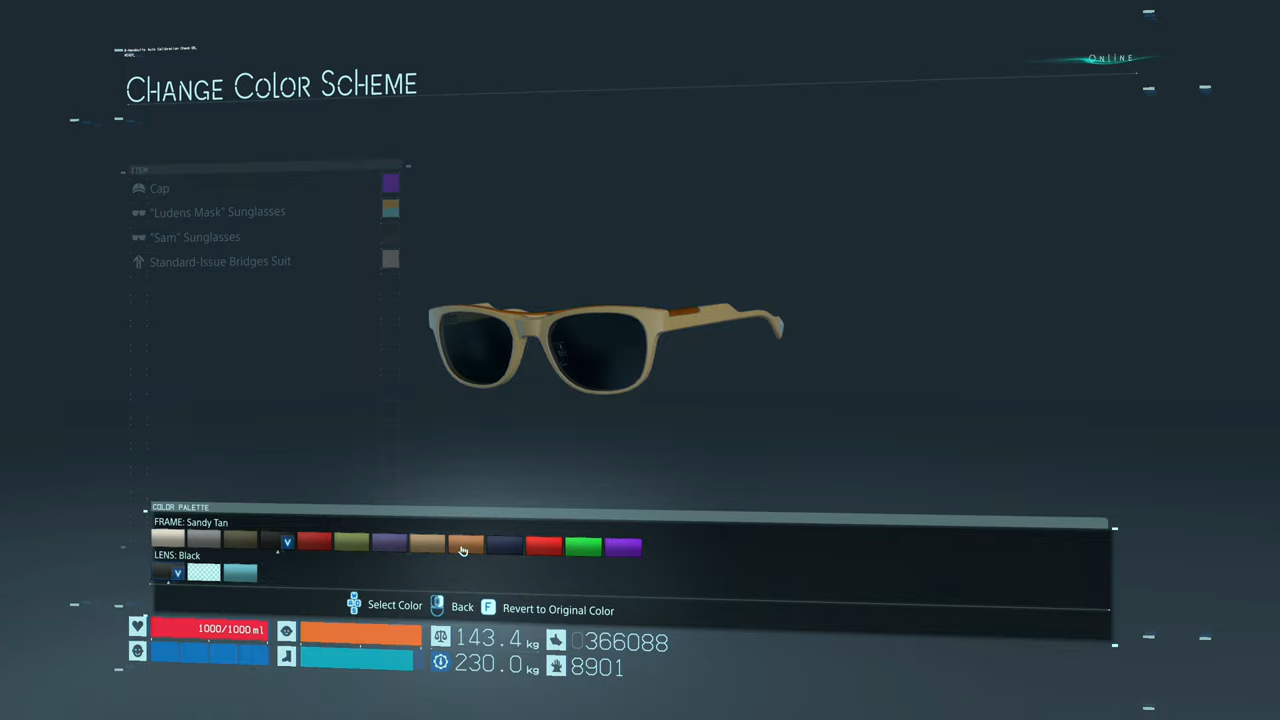 Change Color Scheme
Online
ITEM
Cap
"Ludens Mask" Sunglasses
"Sam" Sunglasses
Standard-Issue Bridges Suit
COLOR PALETTE
FRAME: Sandy Tan
V
LENS: Black
V
Select Color Back F Revert to Original Color
1000/1000 ml
143.4 kg 0366088
230.0 kg 8901